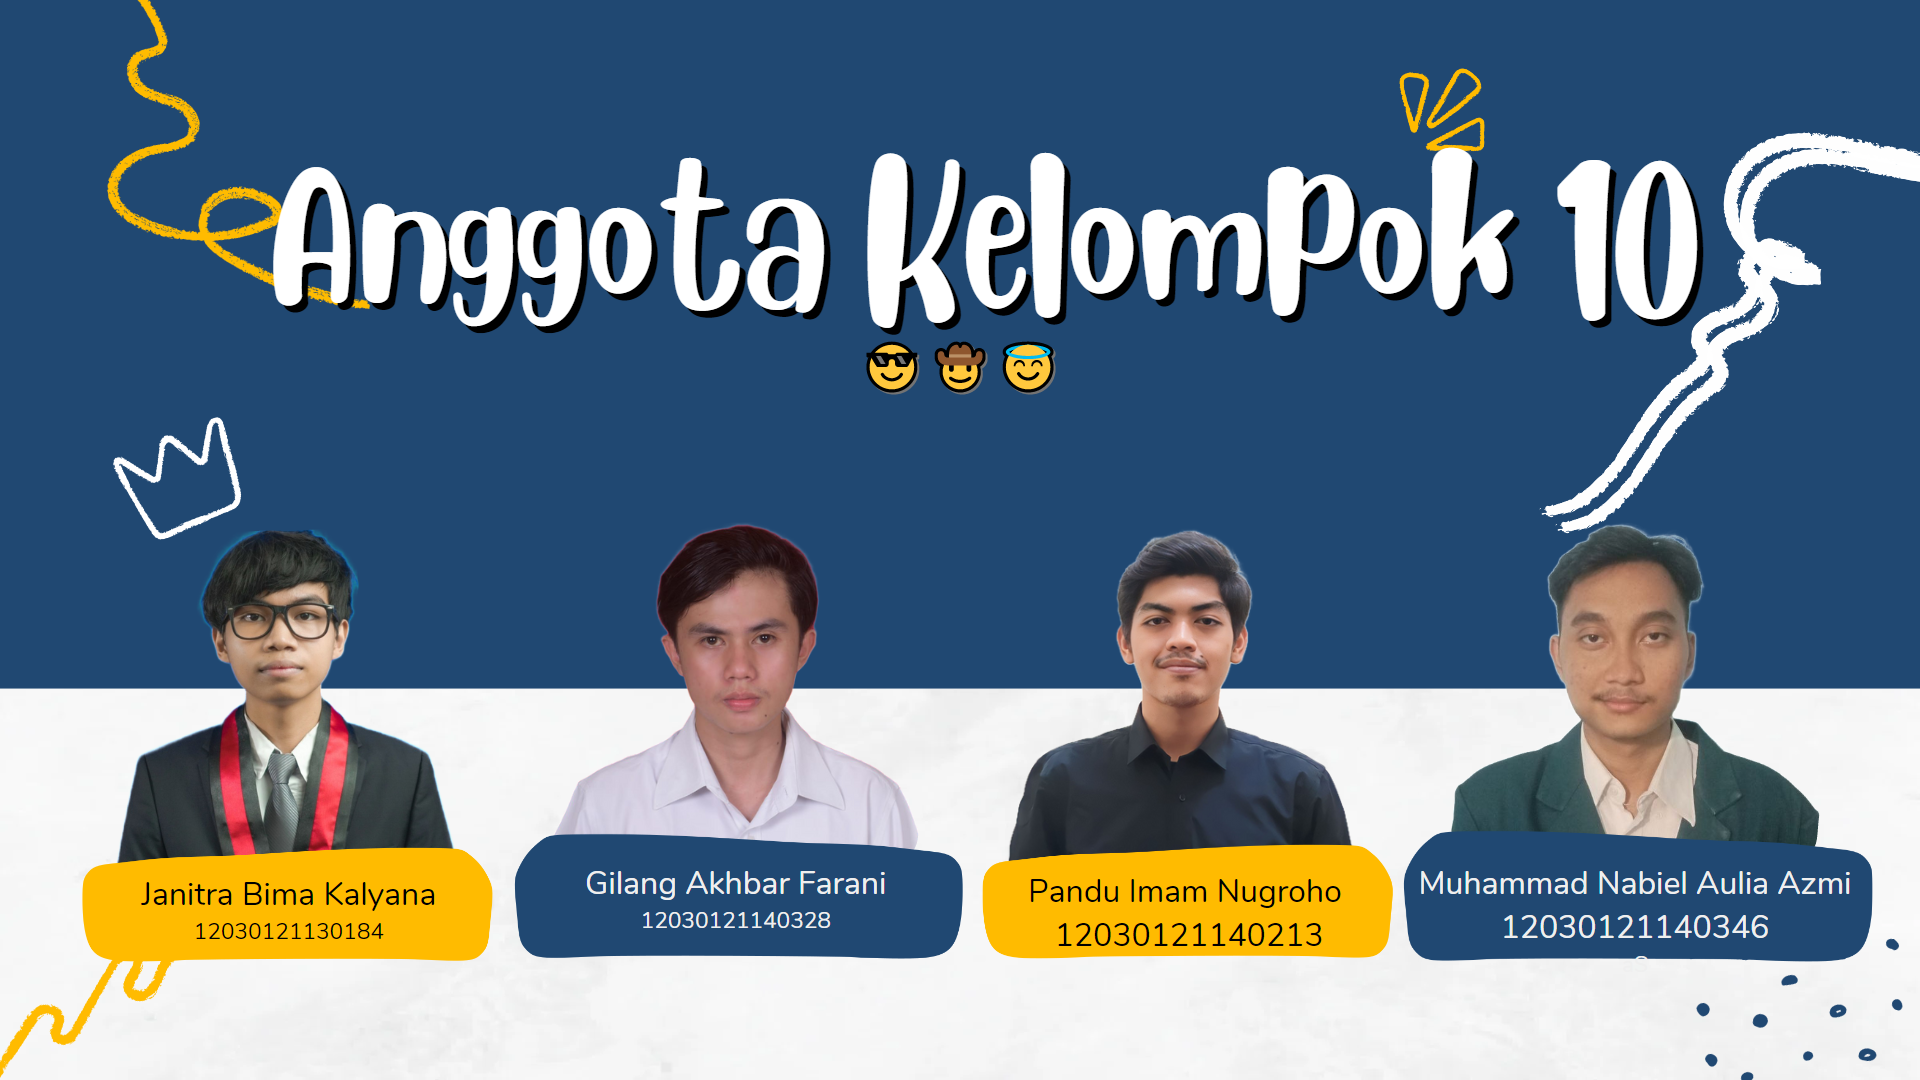 Anggota Kelompok 10
😎 🤠 😇
Janitra Bima Kalyana
12030121130184
Gilang Akhbar Farani
12030121140328
Pandu Imam Nugroho
12030121140213
Muhammad Nabiel Aulia Azmi
12030121140346